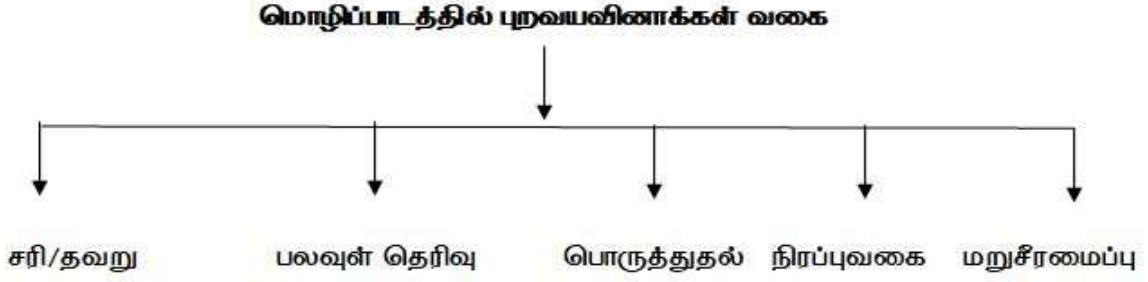 மொழிப்பாடத்தில் புறவயவினாக்கள் வகை
சரி/தவறு பலவுள் தெரிவு பொருத்துதல் நிரப்புவகை மறுசீரமைப்பு